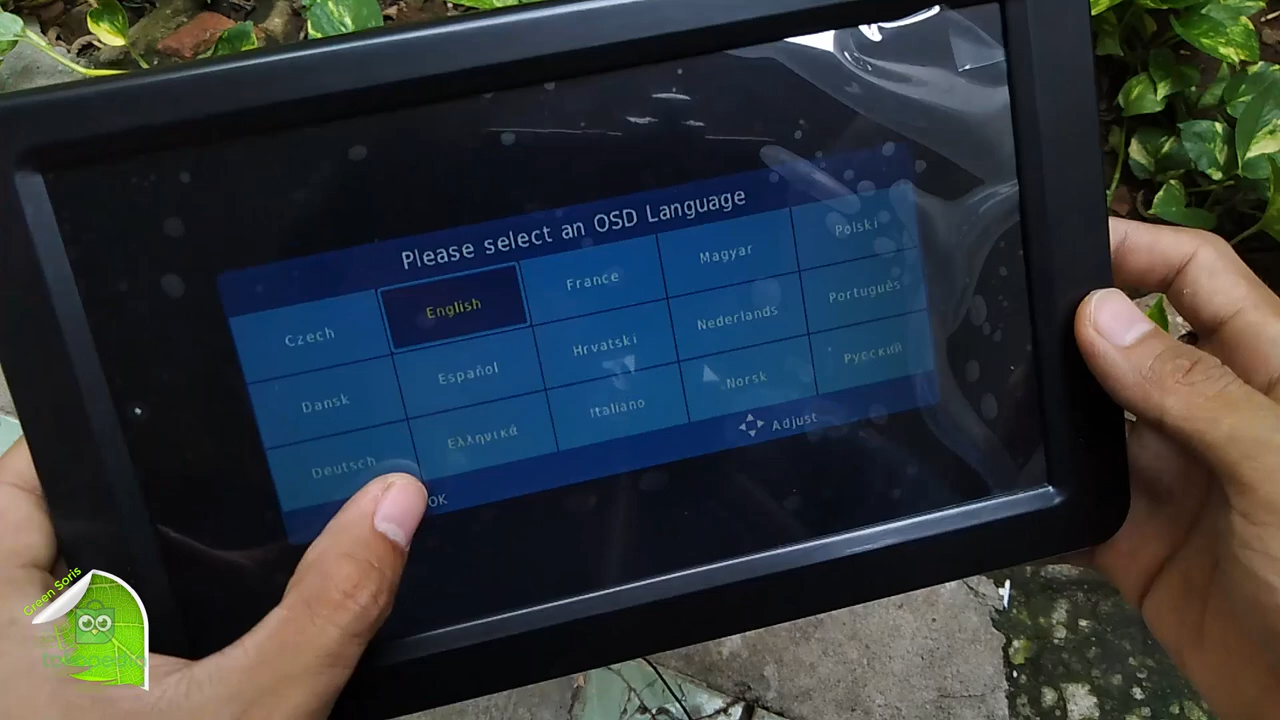 Please select an OSD Language
Czech English France Magyar Polski
Dansk Español Hrvatski Nederlands Português
Deutsch Ελληνικά Italiano Norsk Русский
OK Adjust
Green Soris
tokopedia